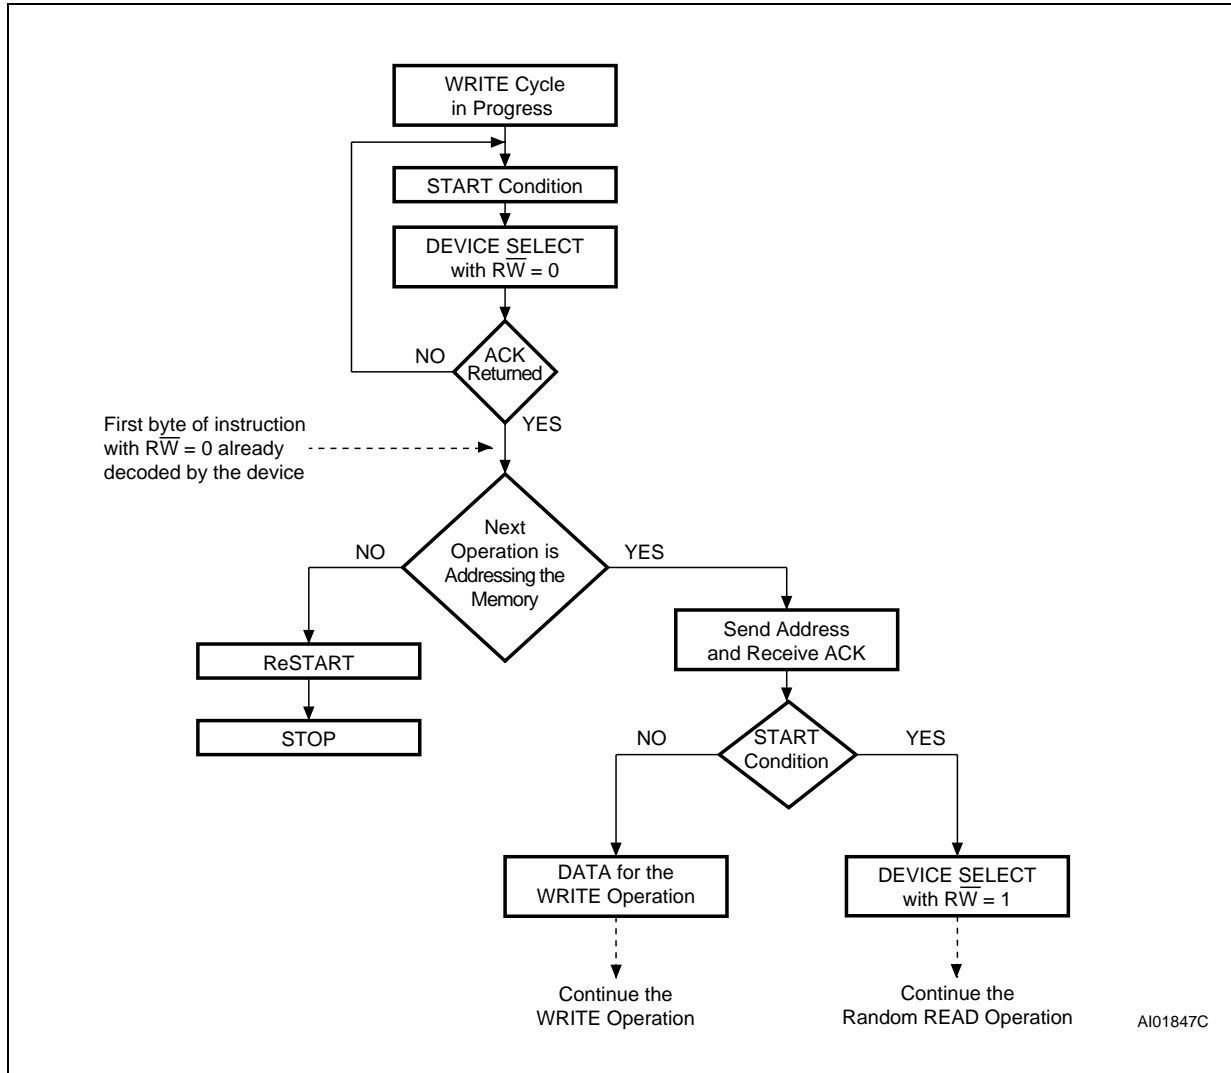 WRITE Cycle
in Progress
START Condition
DEVICE SELECT
with RW̅ = 0
NO
ACK
Returned
YES
First byte of instruction
with RW̅ = 0 already
decoded by the device
NO
Next
Operation is
Addressing the
Memory
YES
Send Address
and Receive ACK
ReSTART
STOP
NO
START
Condition
YES
DATA for the
WRITE Operation
DEVICE SELECT
with RW̅ = 1
Continue the
WRITE Operation
Continue the
Random READ Operation
AI01847C